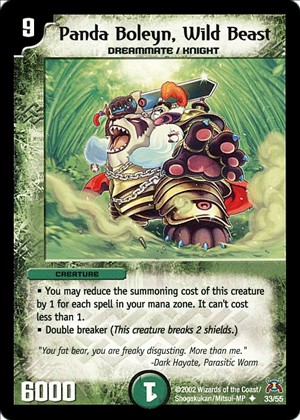 9
Panda Boleyn, Wild Beast
DREAMMATE / KNIGHT
CREATURE
• You may reduce the summoning cost of this creature
by 1 for each spell in your mana zone. It can't cost
less than 1.
• Double breaker (This creature breaks 2 shields.)
"You fat bear, you are freaky disgusting. More than me."
-Dark Hayate, Parasitic Worm
6000
1
©2002 Wizards of the Coast/
Shogakukan/Mitsui-MP ♦ 33/55